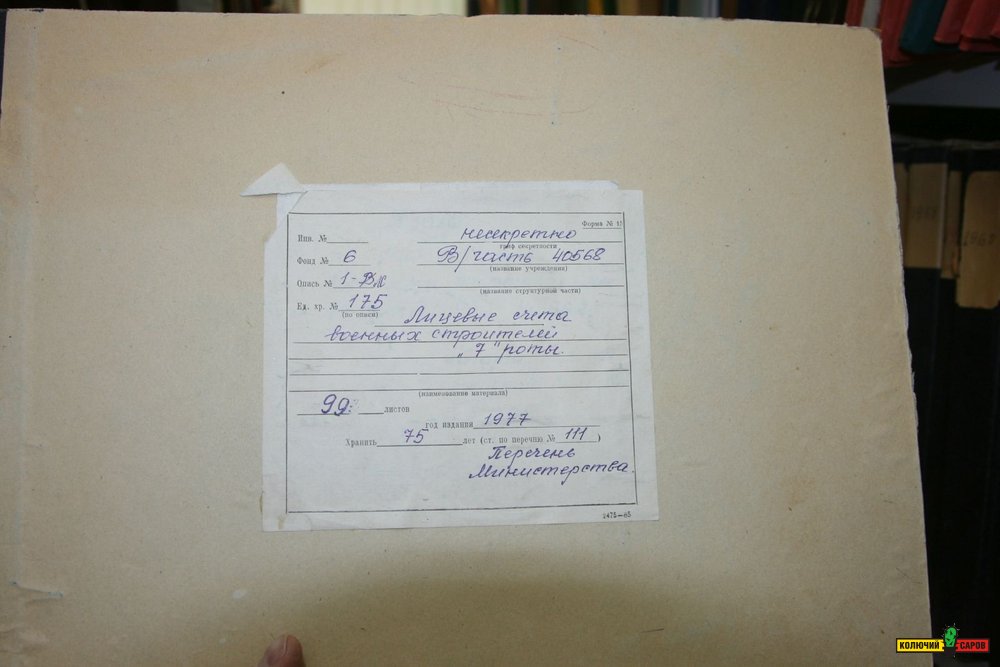 Форма № 1
Инв. №
несекретно
гриф секретности
Фонд № 6
В/часть 40568
(название учреждения)
Опись № 1-В
(название структурной части)
Ед. хр. № 175
(по описи)
Лицевые счета
военных строителей
„7" роты.
(наименование материала)
99: листов
год издания 1977
Хранить 75 лет (ст. по перечню № 111)
Перечень
Министерства.
2475—65
КОЛЮЧИЙ САРОВ